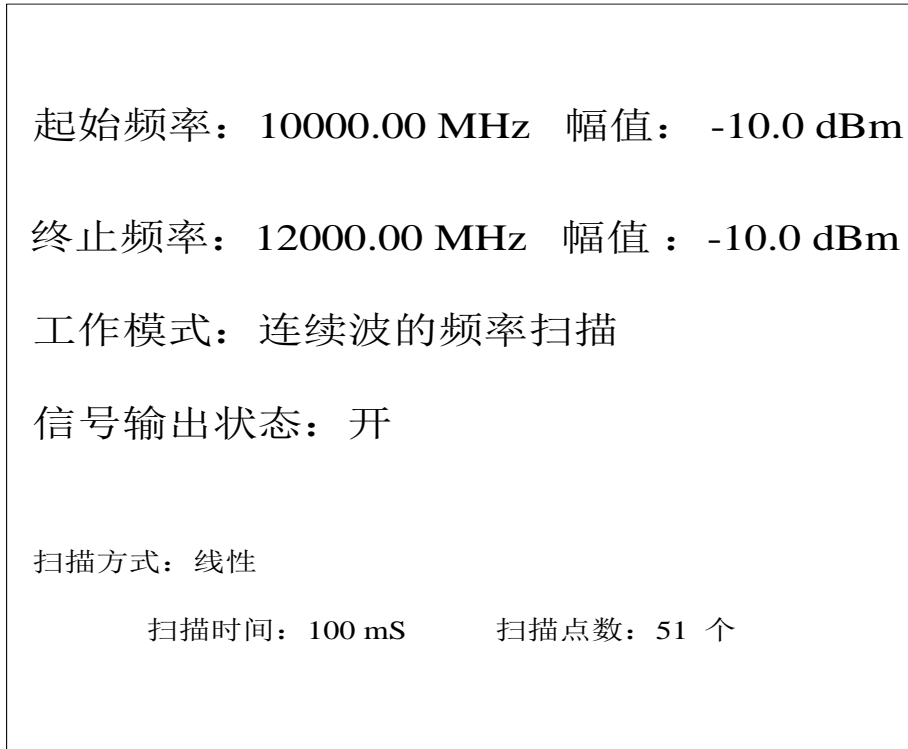 起始频率：10000.00 MHz 幅值： -10.0 dBm
终止频率：12000.00 MHz 幅值 ：-10.0 dBm
工作模式：连续波的频率扫描
信号输出状态：开
扫描方式：线性
扫描时间：100 mS 扫描点数：51 个